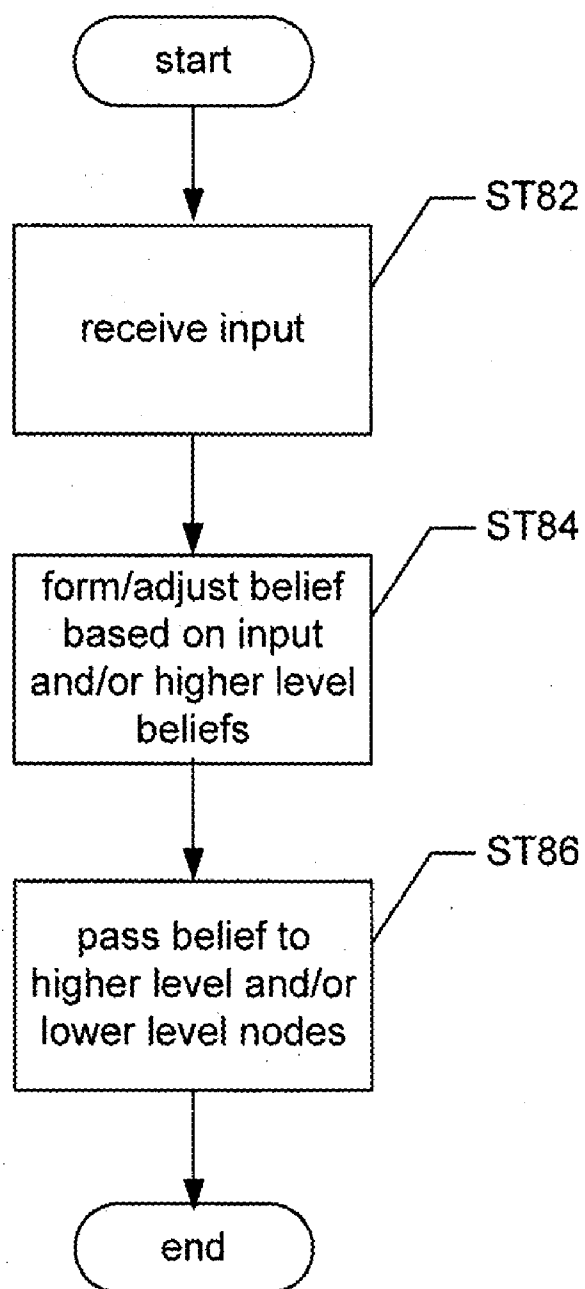 start
ST82
receive input
ST84
form/adjust belief
based on input
and/or higher level
beliefs
ST86
pass belief to
higher level and/or
lower level nodes
end